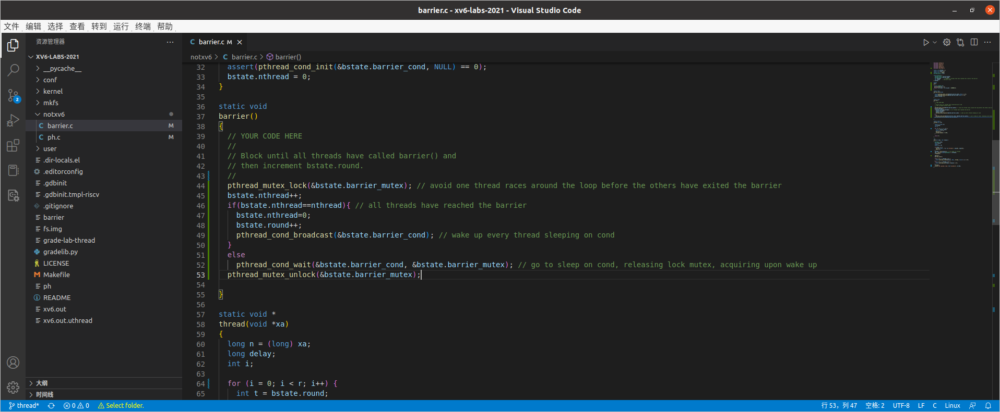 barrier.c - xv6-labs-2021 - Visual Studio Code
文件 编辑 选择 查看 转到 运行 终端 帮助
资源管理器
XV6-LABS-2021
__pycache__
conf
kernel
mkfs
notxv6
C barrier.c M
C ph.c M
user
.dir-locals.el
.editorconfig
.gdbinit
.gdbinit.tmpl-riscv
.gitignore
barrier
fs.img
grade-lab-thread
gradelib.py
LICENSE
Makefile
ph
README
xv6.out
xv6.out.uthread
大纲
时间线
2
C barrier.c M
notxv6 > C barrier.c > barrier()
32 assert(pthread_cond_init(&bstate.barrier_cond, NULL) == 0);
33 bstate.nthread = 0;
34 }
35
36 static void
37 barrier()
38 {
39 // YOUR CODE HERE
40 //
41 // Block until all threads have called barrier() and
42 // then increment bstate.round.
43 //
44 pthread_mutex_lock(&bstate.barrier_mutex); // avoid one thread races around the loop before the others have exited the barrier
45 bstate.nthread++;
46 if(bstate.nthread==nthread){ // all threads have reached the barrier
47 bstate.nthread=0;
48 bstate.round++;
49 pthread_cond_broadcast(&bstate.barrier_cond); // wake up every thread sleeping on cond
50 }
51 else
52 pthread_cond_wait(&bstate.barrier_cond, &bstate.barrier_mutex); // go to sleep on cond, releasing lock mutex, acquiring upon wake up
53 pthread_mutex_unlock(&bstate.barrier_mutex);
54
55 }
56
57 static void *
58 thread(void *xa)
59 {
60 long n = (long) xa;
61 long delay;
62 int i;
63
64 for (i = 0; i < r; i++) {
65 int t = bstate.round;
thread* 0 0 Select folder. 行 53，列 47 空格: 2 UTF-8 LF C Linux